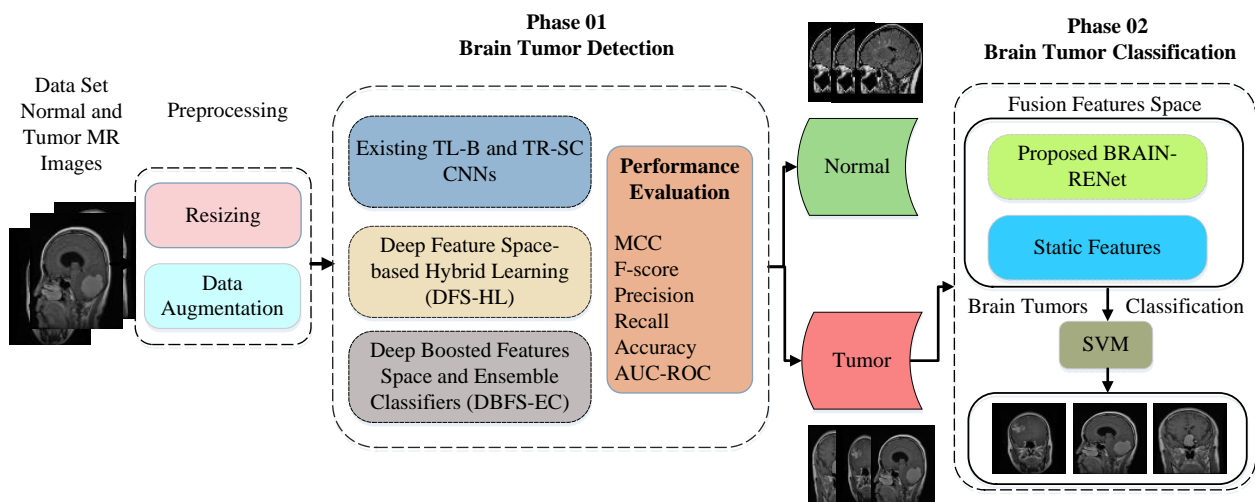 Data Set
Normal and
Tumor MR
Images
Preprocessing
Resizing
Data
Augmentation
Phase 01
Brain Tumor Detection
Existing TL-B and TR-SC
CNNs
Deep Feature Space-
based Hybrid Learning
(DFS-HL)
Deep Boosted Features
Space and Ensemble
Classifiers (DBFS-EC)
Performance
Evaluation
MCC
F-score
Precision
Recall
Accuracy
AUC-ROC
Normal
Tumor
Phase 02
Brain Tumor Classification
Fusion Features Space
Proposed BRAIN-
RENet
Static Features
Brain Tumors Classification
SVM